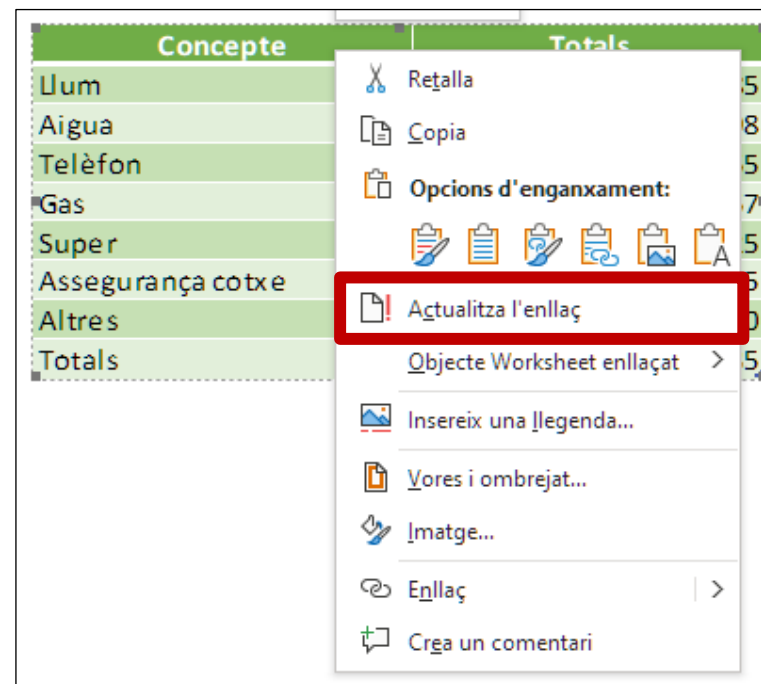 Concepte Totals
Llum
Aigua
Telèfon
Gas
Super
Assegurança cotxe
Altres
Totals
Retalla
Copia
Opcions d'enganxament:
Actualitza l'enllaç
Objecte Worksheet enllaçat
Insereix una llegenda...
Vores i ombrejat...
Imatge...
Enllaç
Crea un comentari